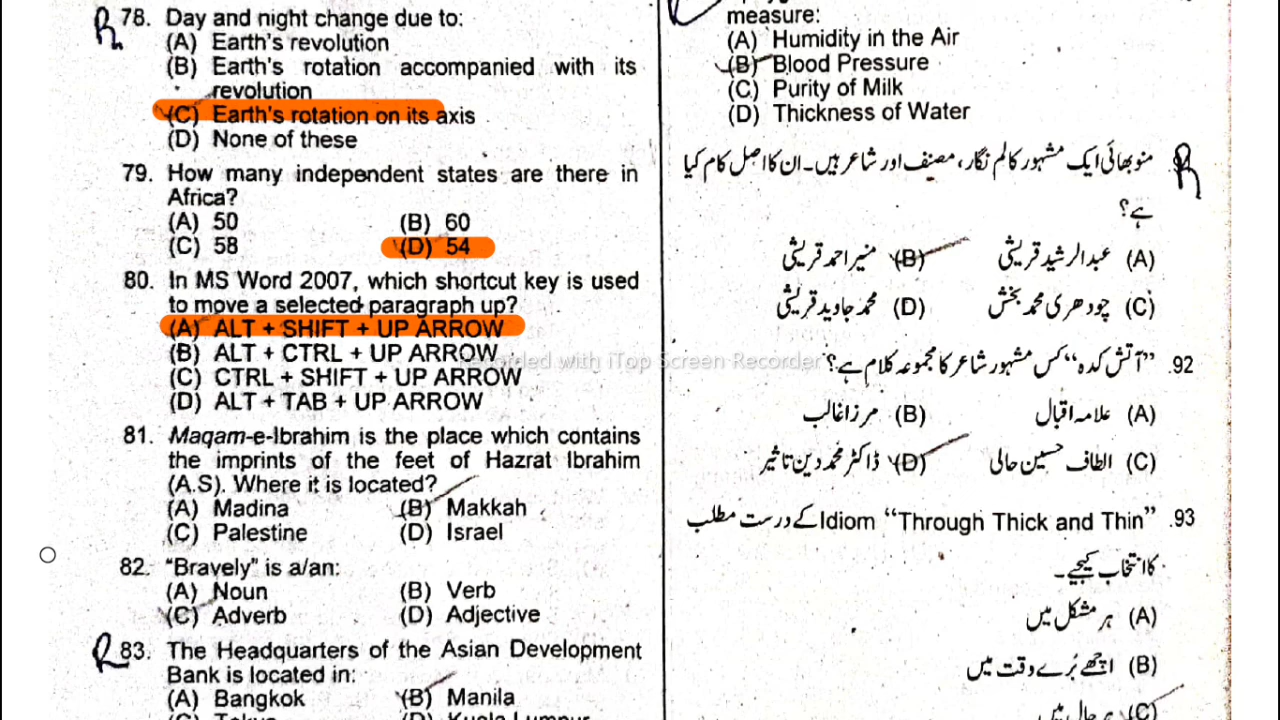 78. Day and night change due to:
(A) Earth's revolution
(B) Earth's rotation accompanied with its
revolution
(C) Earth's rotation on its axis
(D) None of these
79. How many independent states are there in
Africa?
(A) 50 (B) 60
(C) 58 (D) 54
80. In MS Word 2007, which shortcut key is used
to move a selected paragraph up?
(A) ALT + SHIFT + UP ARROW
(B) ALT + CTRL + UP ARROW
(C) CTRL + SHIFT + UP ARROW
(D) ALT + TAB + UP ARROW
81. Maqam-e-Ibrahim is the place which contains
the imprints of the feet of Hazrat Ibrahim
(A.S). Where it is located?
(A) Madina (B) Makkah
(C) Palestine (D) Israel
82. "Bravely" is a/an:
(A) Noun (B) Verb
(C) Adverb (D) Adjective
83. The Headquarters of the Asian Development
Bank is located in:
(A) Bangkok (B) Manila
measure:
(A) Humidity in the Air
(B) Blood Pressure
(C) Purity of Milk
(D) Thickness of Water
منو بھائی ایک مشہور کالم نگار، مصنف اور شاعر ہیں۔ ان کا اصل کام کیا
ہے؟
(A) عبدالرشید قریشی (B) منیر احمد قریشی
(C) چودھری محمد بخش (D) محمد جاوید قریشی
92. "آتش کدہ" کس مشہور شاعر کا مجموعہ کلام ہے؟
(A) علامہ اقبال (B) مرزا غالب
(C) الطاف حسین حالی (D) ڈاکٹر محمد دین تاثیر
93. Idiom "Through Thick and Thin" کے درست مطلب
کا انتخاب کیجیے۔
(A) ہر مشکل میں
(B) اچھے بُرے وقت میں
(C) ہر حال میں
Recorded with iTop Screen Recorder